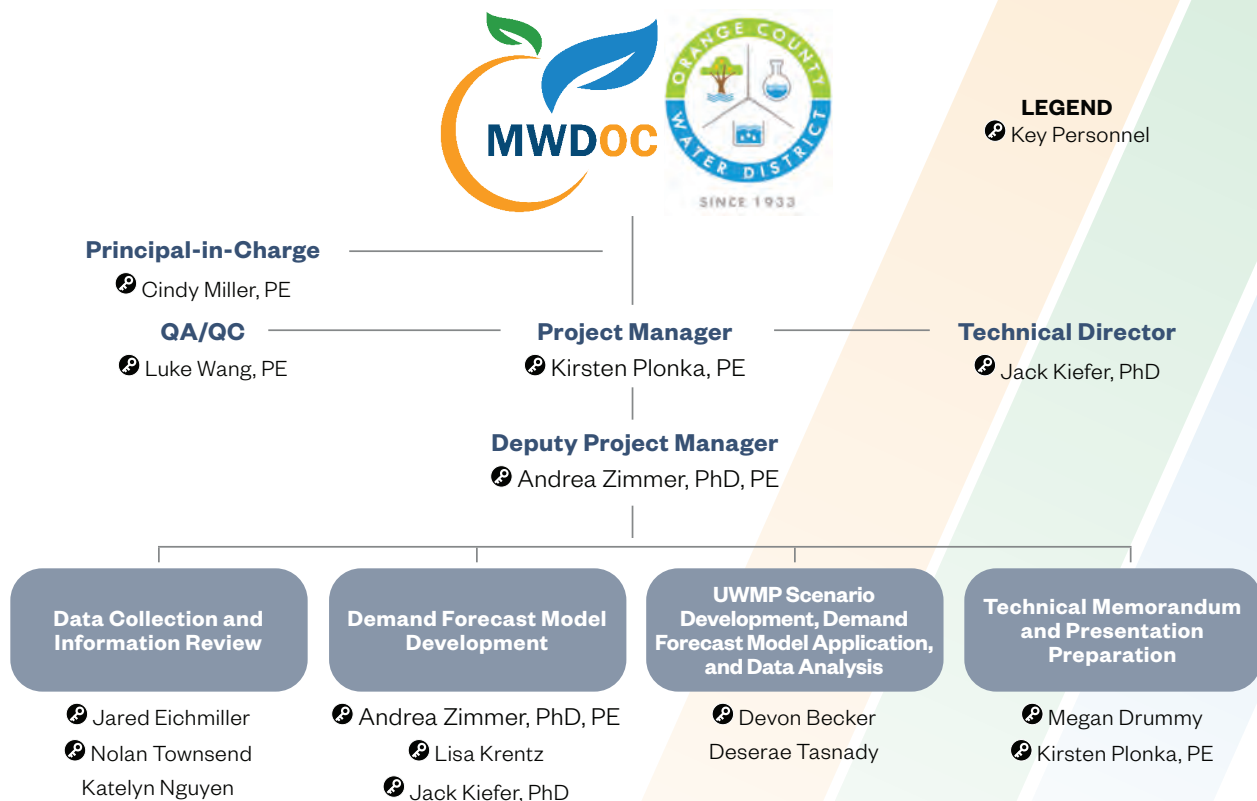 MWDOC
ORANGE COUNTY
WATER DISTRICT
SINCE 1933
LEGEND
Key Personnel
Principal-in-Charge
Cindy Miller, PE
QA/QC
Luke Wang, PE
Project Manager
Kirsten Plonka, PE
Technical Director
Jack Kiefer, PhD
Deputy Project Manager
Andrea Zimmer, PhD, PE
Data Collection and
Information Review
Jared Eichmiller
Nolan Townsend
Katelyn Nguyen
Demand Forecast Model
Development
Andrea Zimmer, PhD, PE
Lisa Krentz
Jack Kiefer, PhD
UWMP Scenario
Development, Demand
Forecast Model Application,
and Data Analysis
Devon Becker
Deserae Tasnady
Technical Memorandum
and Presentation
Preparation
Megan Drummy
Kirsten Plonka, PE